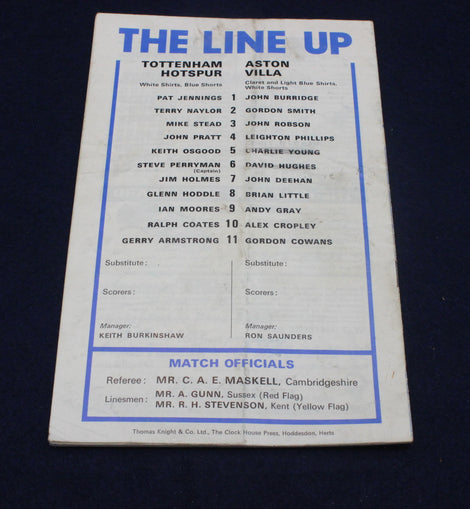 THE LINE UP
TOTTENHAM HOTSPUR ASTON VILLA
White Shirts, Blue Shorts Claret and Light Blue Shirts, White Shorts
PAT JENNINGS 1 JOHN BURRIDGE
TERRY NAYLOR 2 GORDON SMITH
MIKE STEAD 3 JOHN ROBSON
JOHN PRATT 4 LEIGHTON PHILLIPS
KEITH OSGOOD 5 CHARLIE YOUNG
STEVE PERRYMAN (Captain) 6 DAVID HUGHES
JIM HOLMES 7 JOHN DEEHAN
GLENN HODDLE 8 BRIAN LITTLE
IAN MOORES 9 ANDY GRAY
RALPH COATES 10 ALEX CROPLEY
GERRY ARMSTRONG 11 GORDON COWANS
Substitute: Substitute:
Scorers: Scorers:
Manager: Manager:
KEITH BURKINSHAW RON SAUNDERS
MATCH OFFICIALS
Referee: MR. C. A. E. MASKELL, Cambridgeshire
Linesmen: MR. A. GUNN, Sussex (Red Flag)
MR. R. H. STEVENSON, Kent (Yellow Flag)
Thomas Knight & Co. Ltd., The Clock House Press, Hoddesdon, Herts